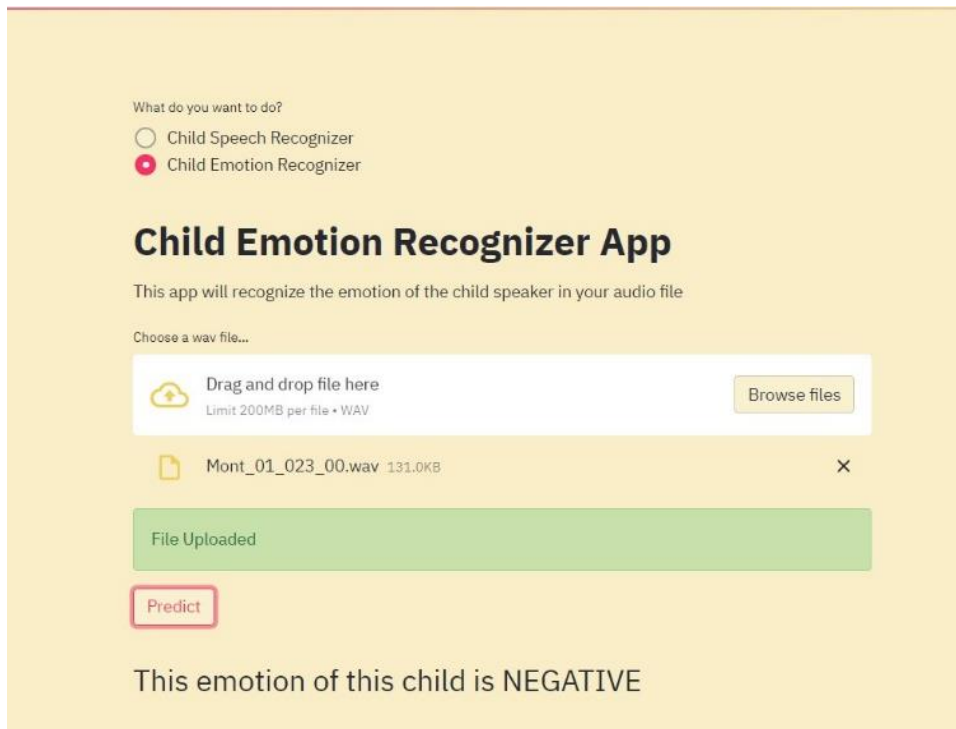 What do you want to do?
Child Speech Recognizer
Child Emotion Recognizer
Child Emotion Recognizer App
This app will recognize the emotion of the child speaker in your audio file
Choose a wav file...
Drag and drop file here
Limit 200MB per file • WAV
Browse files
Mont_01_023_00.wav 131.0KB
File Uploaded
Predict
This emotion of this child is NEGATIVE